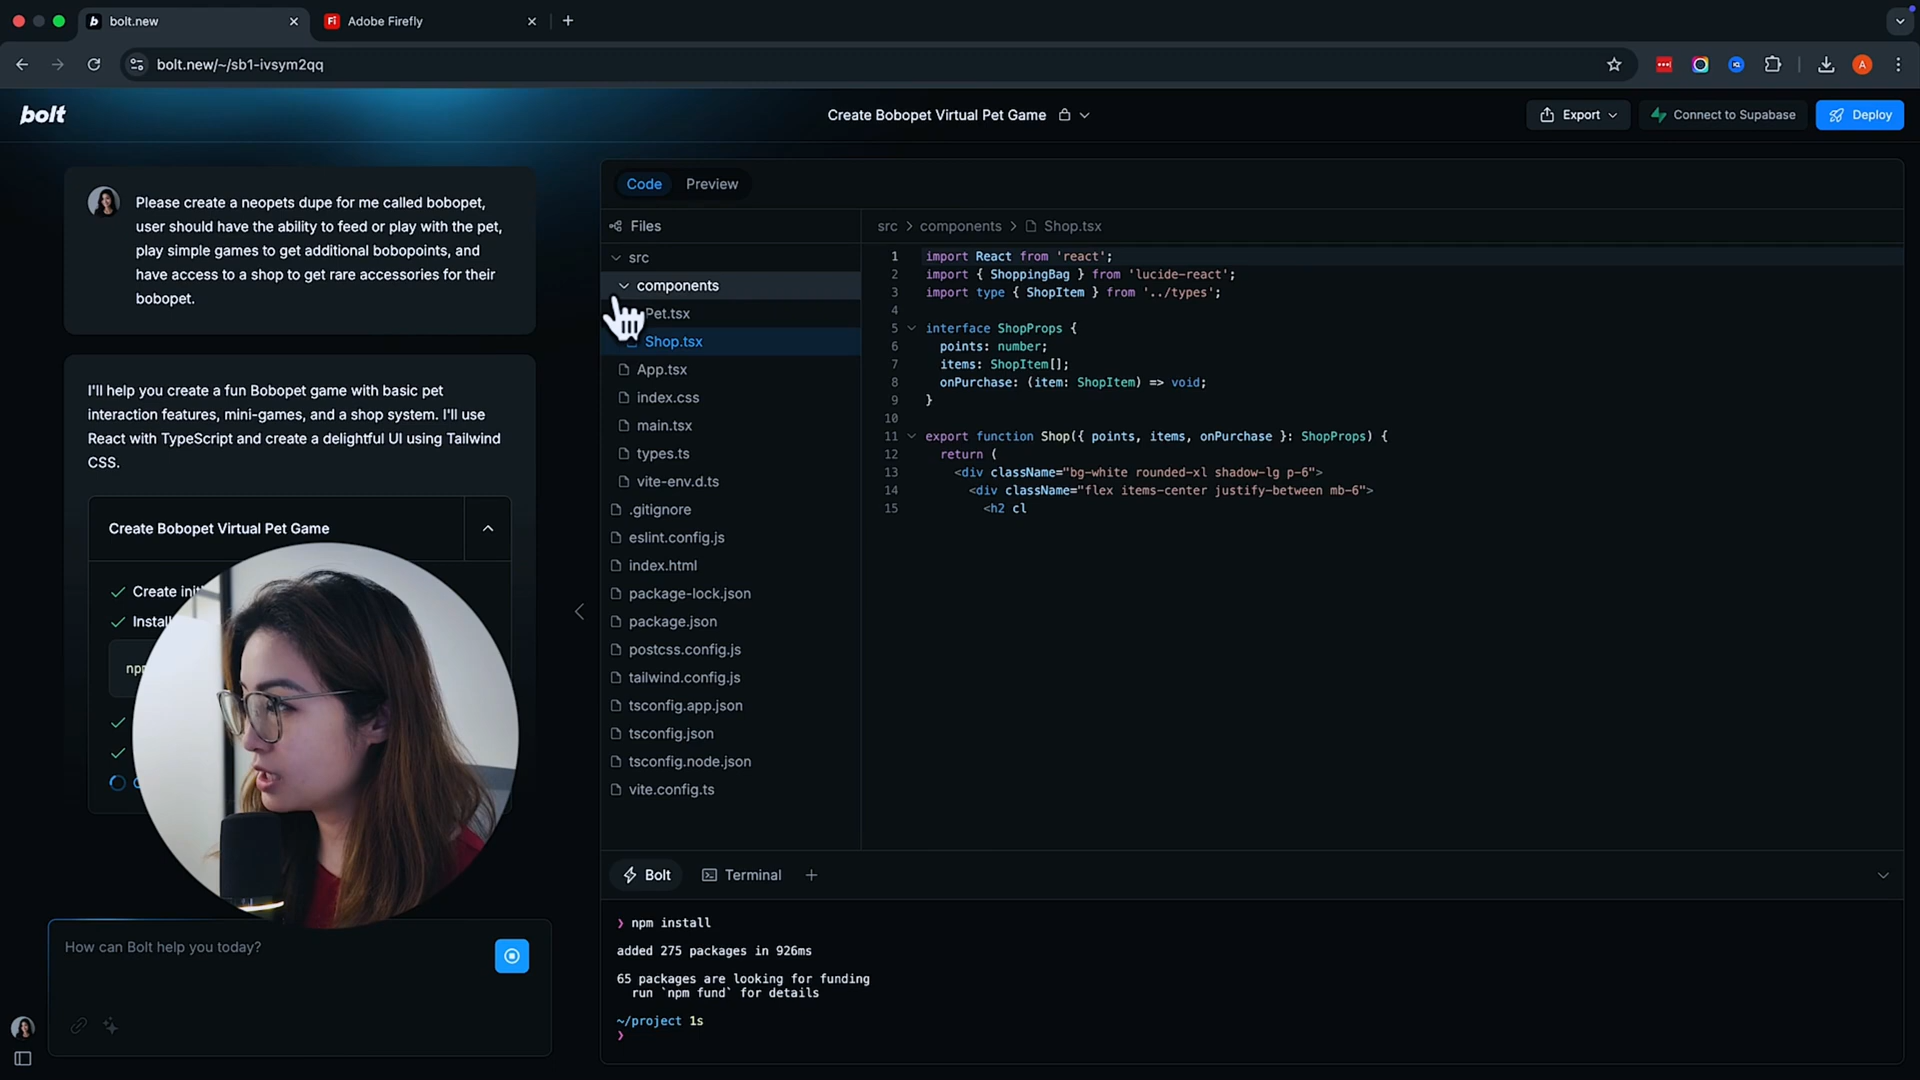 bolt.new
Adobe Firefly
bolt.new/~/sb1-ivsym2qq
A
bolt
Create Bobopet Virtual Pet Game
Export
Connect to Supabase
Deploy
Please create a neopets dupe for me called bobopet,
user should have the ability to feed or play with the pet,
play simple games to get additional bobopoints, and
have access to a shop to get rare accessories for their
bobopet.
I'll help you create a fun Bobopet game with basic pet
interaction features, mini-games, and a shop system. I'll use
React with TypeScript and create a delightful UI using Tailwind
CSS.
Create Bobopet Virtual Pet Game
Create
How can Bolt help you today?
Code
Preview
Files
src
components
Pet.tsx
Shop.tsx
App.tsx
index.css
main.tsx
types.ts
vite-env.d.ts
.gitignore
eslint.config.js
index.html
package-lock.json
package.json
postcss.config.js
tailwind.config.js
tsconfig.app.json
tsconfig.json
tsconfig.node.json
vite.config.ts
src > components > Shop.tsx
1 import React from 'react';
2 import { ShoppingBag } from 'lucide-react';
3 import type { ShopItem } from '../types';
4
5 interface ShopProps {
6 points: number;
7 items: ShopItem[];
8 onPurchase: (item: ShopItem) => void;
9 }
10
11 export function Shop({ points, items, onPurchase }: ShopProps) {
12 return (
13 <div className="bg-white rounded-xl shadow-lg p-6">
14 <div className="flex items-center justify-between mb-6">
15 <h2 cl
Bolt
Terminal
❯ npm install
added 275 packages in 926ms
65 packages are looking for funding
run `npm fund` for details
~/project 1s
❯